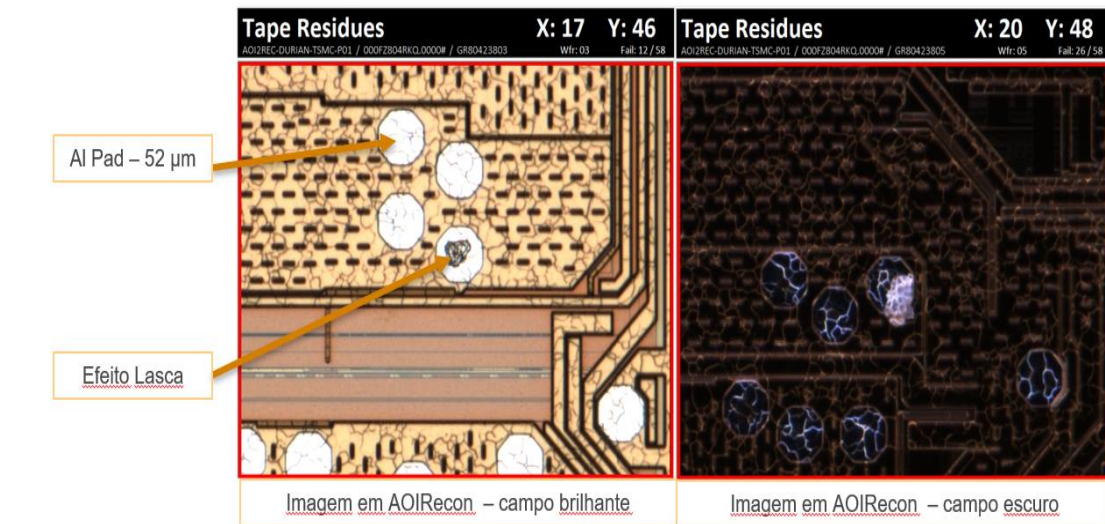 Tape Residues X: 17 Y: 46
AOI2REC-DURIAN-TSMC-P01 / 000FZ804RKQ.0000# / GR80423803 Wfr: 03 Fail: 12 / 58
Tape Residues X: 20 Y: 48
AOI2REC-DURIAN-TSMC-P01 / 000FZ804RKQ.0000# / GR80423805 Wfr: 05 Fail: 26 / 58
Al Pad – 52 µm
Efeito Lasca
Imagem em AOIRecon – campo brilhante
Imagem em AOIRecon – campo escuro